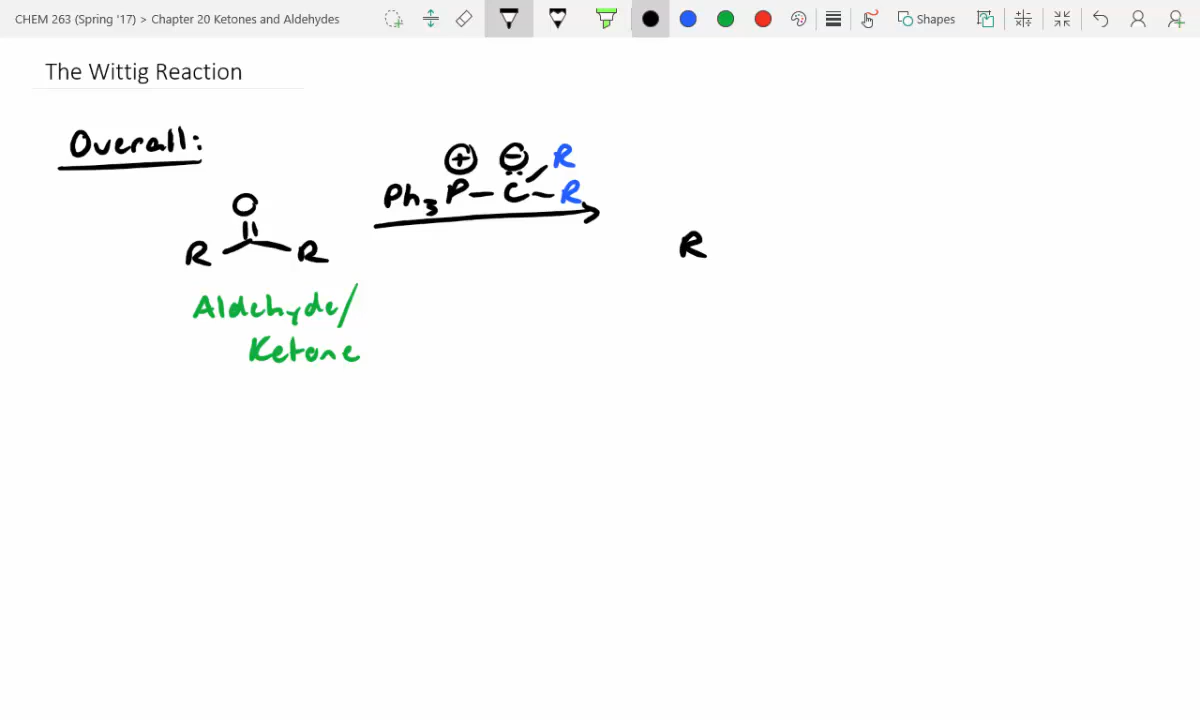 CHEM 263 (Spring '17) > Chapter 20 Ketones and Aldehydes
Shapes
The Wittig Reaction
Overall:
⊕ ⊖ R
Ph₃P–C̈–R
O
R R
R
Aldehyde/
Ketone